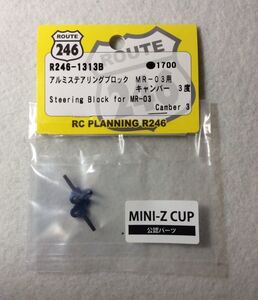 ROUTE
246
R246-1313B ●1700
アルミステアリングブロック MR-03用
キャンバー 3度
Steering Block for MR-03
Camber 3
RC PLANNING R246
MINI-Z CUP
公認パーツ